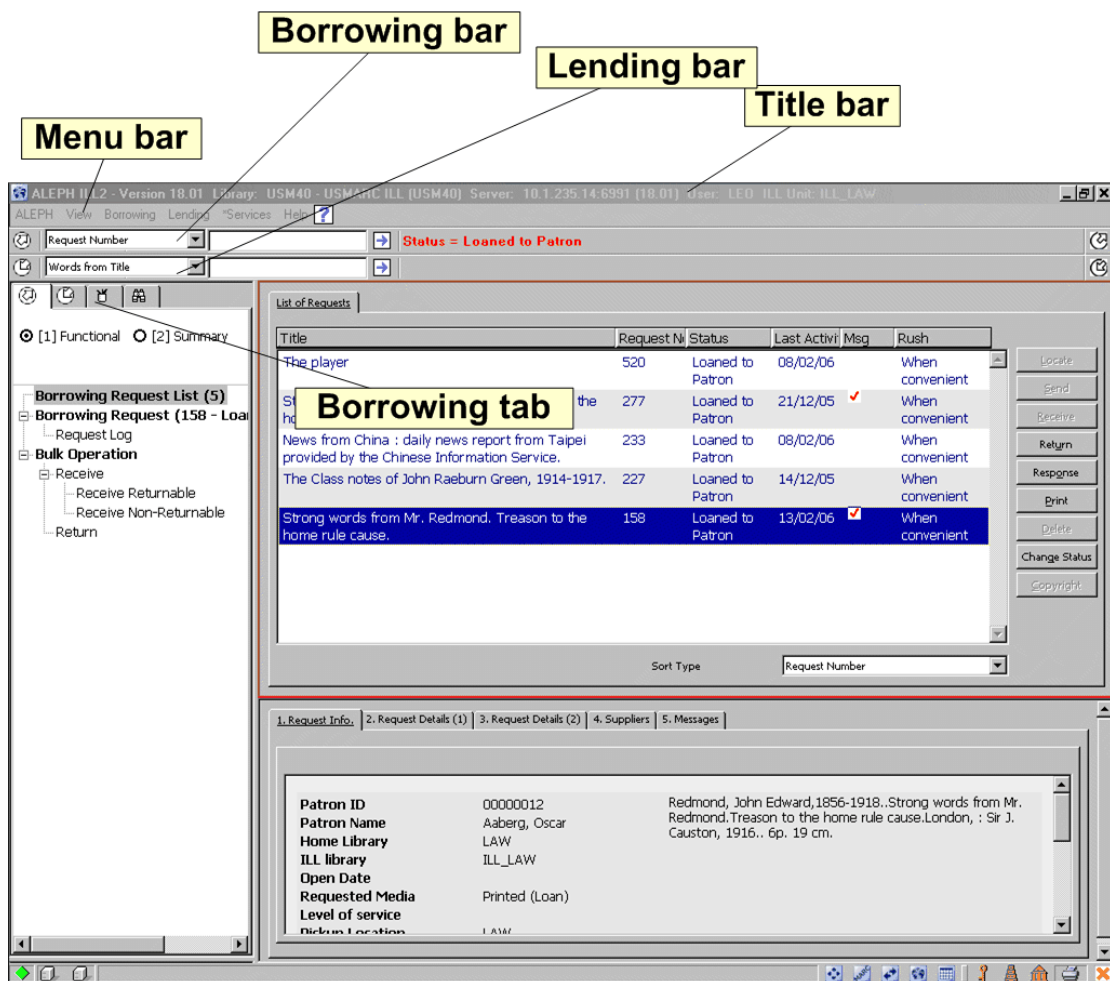 Borrowing bar
Lending bar
Title bar
Menu bar
ALEPH ILL2 - Version 18.01 Library: USM40 - USMARC ILL (USM40) Server: 10.1.235.14:6991 (18.01) User: LEO ILL Unit: ILL_LAW
ALEPH View Borrowing Lending *Services Help ?
Request Number
Status = Loaned to Patron
Words from Title
[1] Functional [2] Summary
Borrowing Request List (5)
Borrowing Request (158 - Loa
Request Log
Bulk Operation
Receive
Receive Returnable
Receive Non-Returnable
Return
Borrowing tab
List of Requests
Title Request N Status Last Activi Msg Rush
The player 520 Loaned to Patron 08/02/06 When convenient
the 277 Loaned to Patron 21/12/05 When convenient
News from China : daily news report from Taipei provided by the Chinese Information Service. 233 Loaned to Patron 08/02/06 When convenient
The Class notes of John Raeburn Green, 1914-1917. 227 Loaned to Patron 14/12/05 When convenient
Strong words from Mr. Redmond. Treason to the home rule cause. 158 Loaned to Patron 13/02/06 When convenient
Locate
Send
Receive
Return
Response
Print
Delete
Change Status
Copyright
Sort Type Request Number
1. Request Info. 2. Request Details (1) 3. Request Details (2) 4. Suppliers 5. Messages
Patron ID 00000012
Patron Name Aaberg, Oscar
Home Library LAW
ILL library ILL_LAW
Open Date
Requested Media Printed (Loan)
Level of service
Pickup Location LAW
Redmond, John Edward,1856-1918..Strong words from Mr.
Redmond.Treason to the home rule cause.London, : Sir J.
Causton, 1916.. 6p. 19 cm.